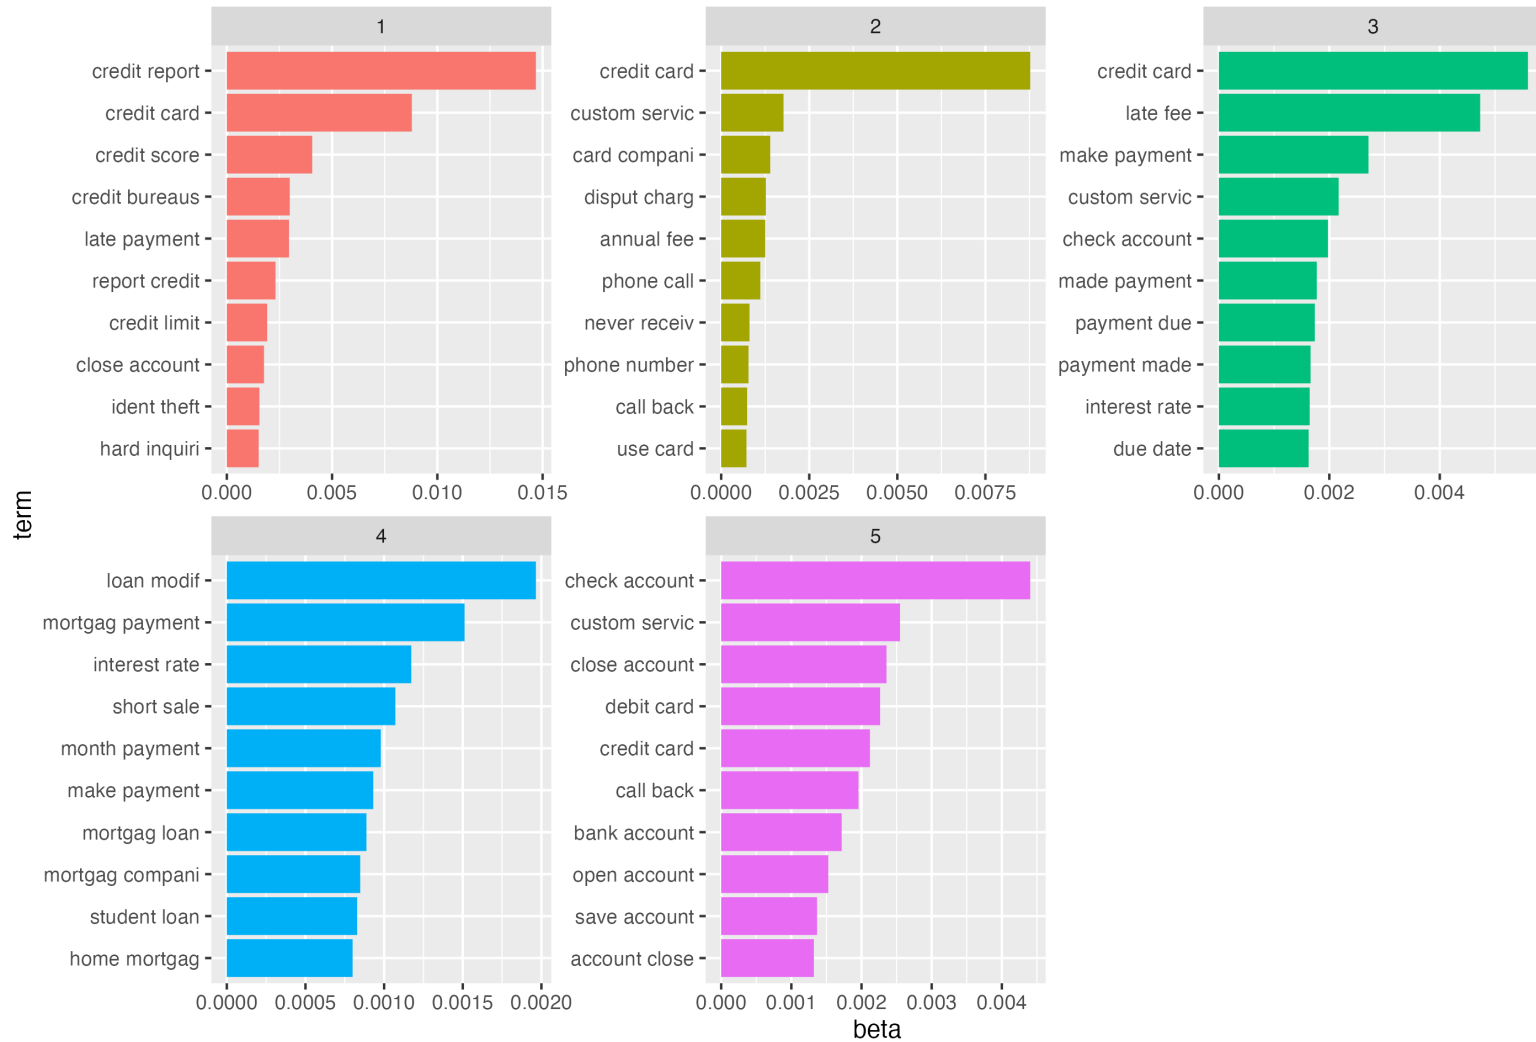 1
credit report
credit card
credit score
credit bureaus
late payment
report credit
credit limit
close account
ident theft
hard inquiri
0.000 0.005 0.010 0.015
2
credit card
custom servic
card compani
disput charg
annual fee
phone call
never receiv
phone number
call back
use card
0.0000 0.0025 0.0050 0.0075
3
credit card
late fee
make payment
custom servic
check account
made payment
payment due
payment made
interest rate
due date
0.000 0.002 0.004
term
4
loan modif
mortgag payment
interest rate
short sale
month payment
make payment
mortgag loan
mortgag compani
student loan
home mortgag
0.0000 0.0005 0.0010 0.0015 0.0020
5
check account
custom servic
close account
debit card
credit card
call back
bank account
open account
save account
account close
0.000 0.001 0.002 0.003 0.004
beta